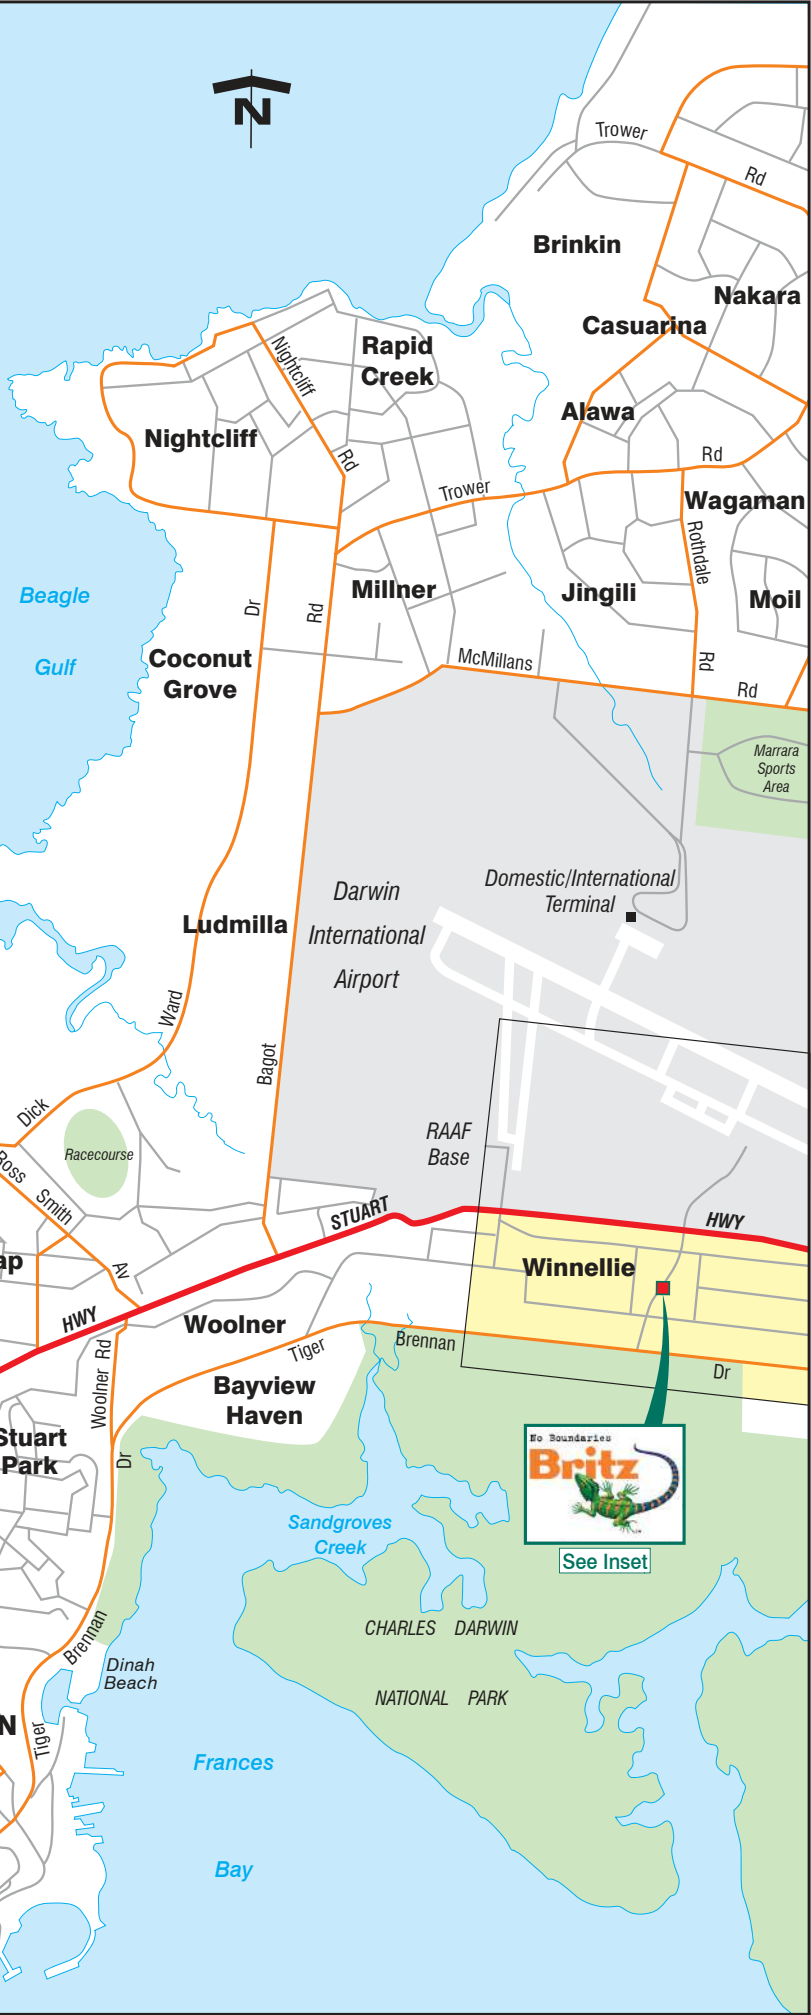 N
Trower
Rd
Brinkin
Nakara
Casuarina
Rapid
Creek
Nightcliff
Rd
Alawa
Nightcliff
Rd
Trower
Wagaman
Rothdale
Rd
Beagle
Gulf
Millner
Jingili
Moil
Dr
Rd
Coconut
Grove
McMillans
Rd
Marrara
Sports
Area
Darwin
International
Airport
Domestic/International
Terminal
Ludmilla
Ward
Bagot
Dick
RAAF
Base
Racecourse
Ross
Smith
Av
STUART
HWY
ap
Winnellie
HWY
Woolner
Woolner Rd
Tiger
Brennan
Dr
Bayview
Haven
Stuart
Park
Dr
No Boundaries
Britz
See Inset
Sandgroves
Creek
CHARLES DARWIN
NATIONAL PARK
Brennan
Dinah
Beach
N
Tiger
Frances
Bay